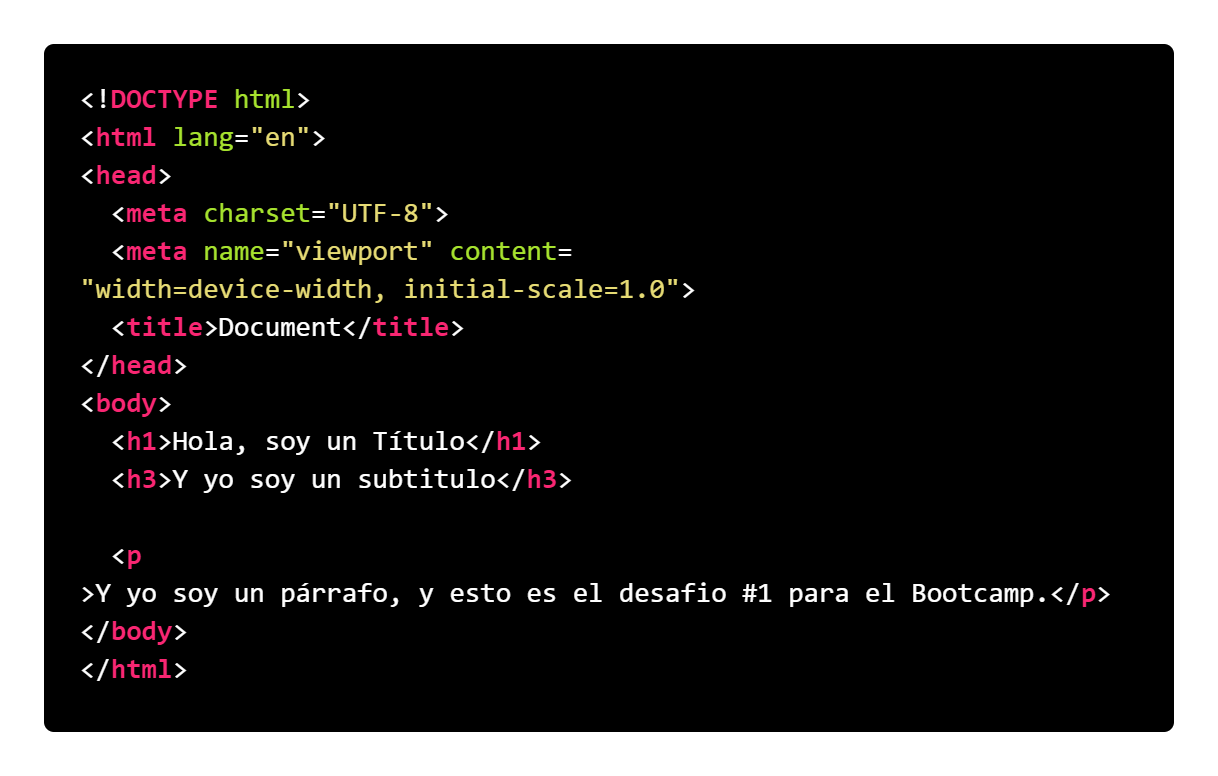 <!DOCTYPE html>
<html lang="en">
<head>
  <meta charset="UTF-8">
  <meta name="viewport" content=
"width=device-width, initial-scale=1.0">
  <title>Document</title>
</head>
<body>
  <h1>Hola, soy un Título</h1>
  <h3>Y yo soy un subtitulo</h3>

  <p
>Y yo soy un párrafo, y esto es el desafio #1 para el Bootcamp.</p>
</body>
</html>